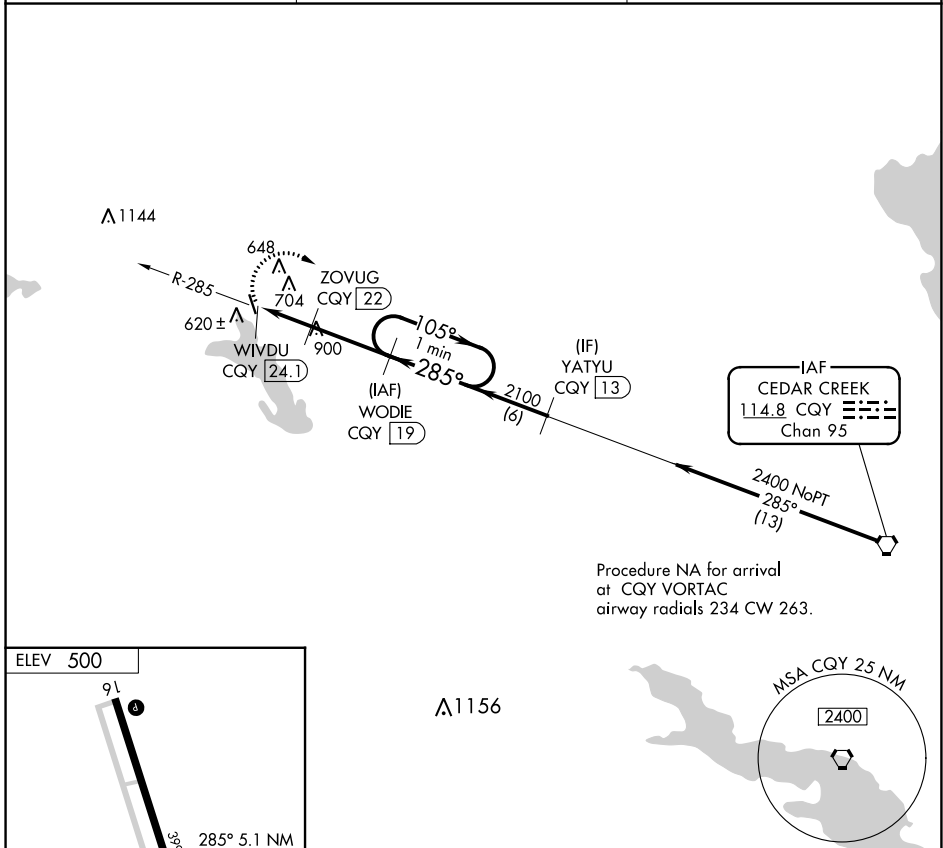 1144
R-285
648
704
620 ±
ZOVUG
CQY 22
900
WIVDU
CQY 24.1
105°
1 min
285°
(IAF)
WODIE
CQY 19
2100
(6)
(IF)
YATYU
CQY 13
IAF
CEDAR CREEK
114.8 CQY
Chan 95
2400 NoPT
285°
(13)
Procedure NA for arrival
at CQY VORTAC
airway radials 234 CW 263.
ELEV 500
16
P
285° 5.1 NM
1156
MSA CQY 25 NM
2400